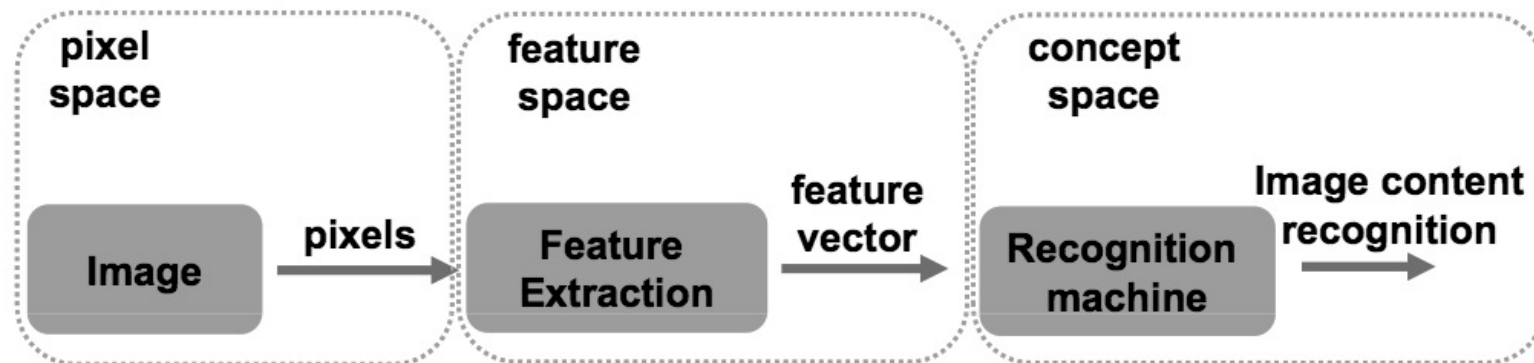 pixel
space
Image
pixels
feature
space
Feature
Extraction
feature
vector
concept
space
Recognition
machine
Image content
recognition